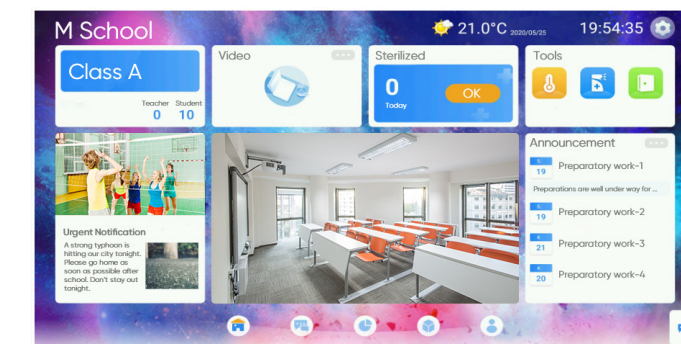 M School
21.0°C 2020/05/25
19:54:35
Class A
Teacher Student
0 10
Video
Sterilized
0
Today
OK
Tools
Urgent Notification
A strong typhoon is
hitting our city tonight.
Please go home as
soon as possible after
school. Don't stay out
tonight.
Announcement
19 Preparatory work-1
Preparations are well under way for ...
19 Preparatory work-2
21 Preparatory work-3
20 Preparatory work-4